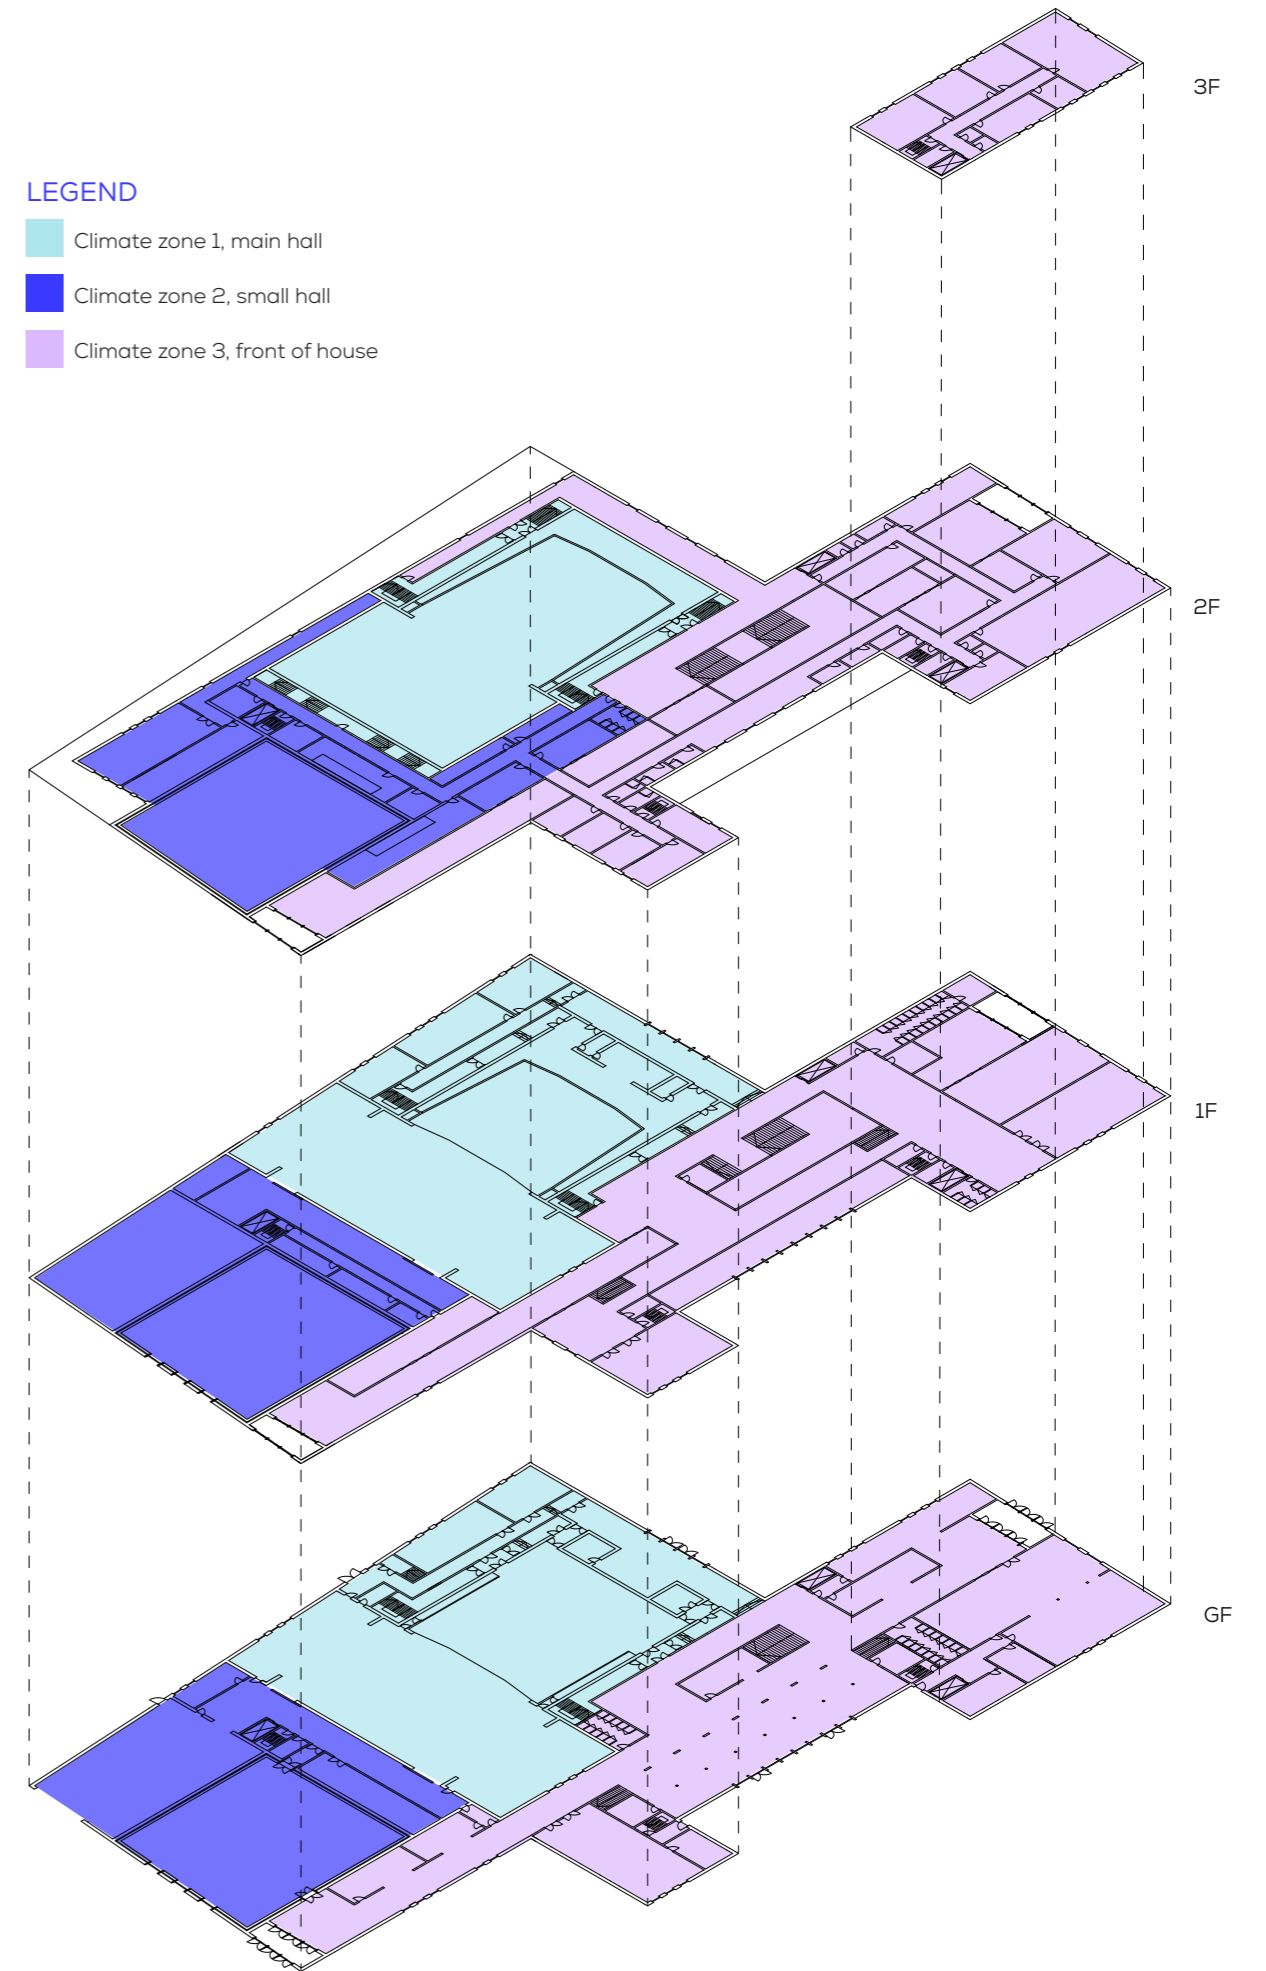 3F
LEGEND
Climate zone 1, main hall
Climate zone 2, small hall
Climate zone 3, front of house
2F
1F
GF